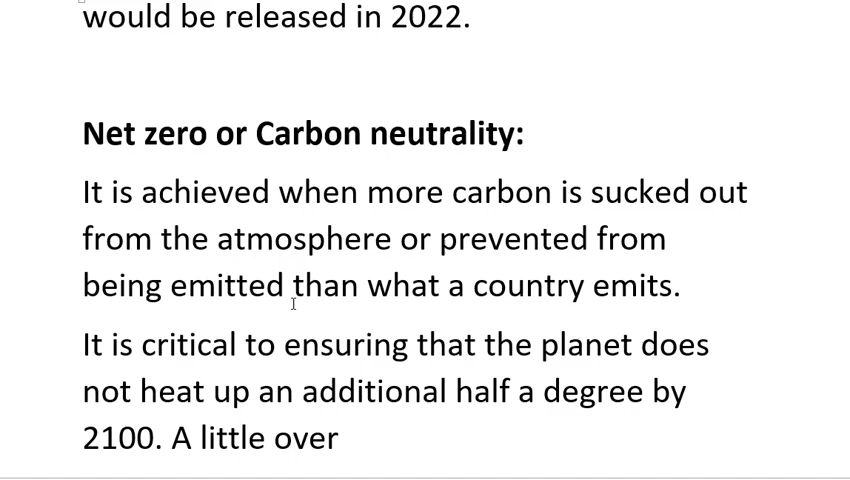 would be released in 2022.
Net zero or Carbon neutrality:
It is achieved when more carbon is sucked out
from the atmosphere or prevented from
being emitted than what a country emits.
It is critical to ensuring that the planet does
not heat up an additional half a degree by
2100. A little over